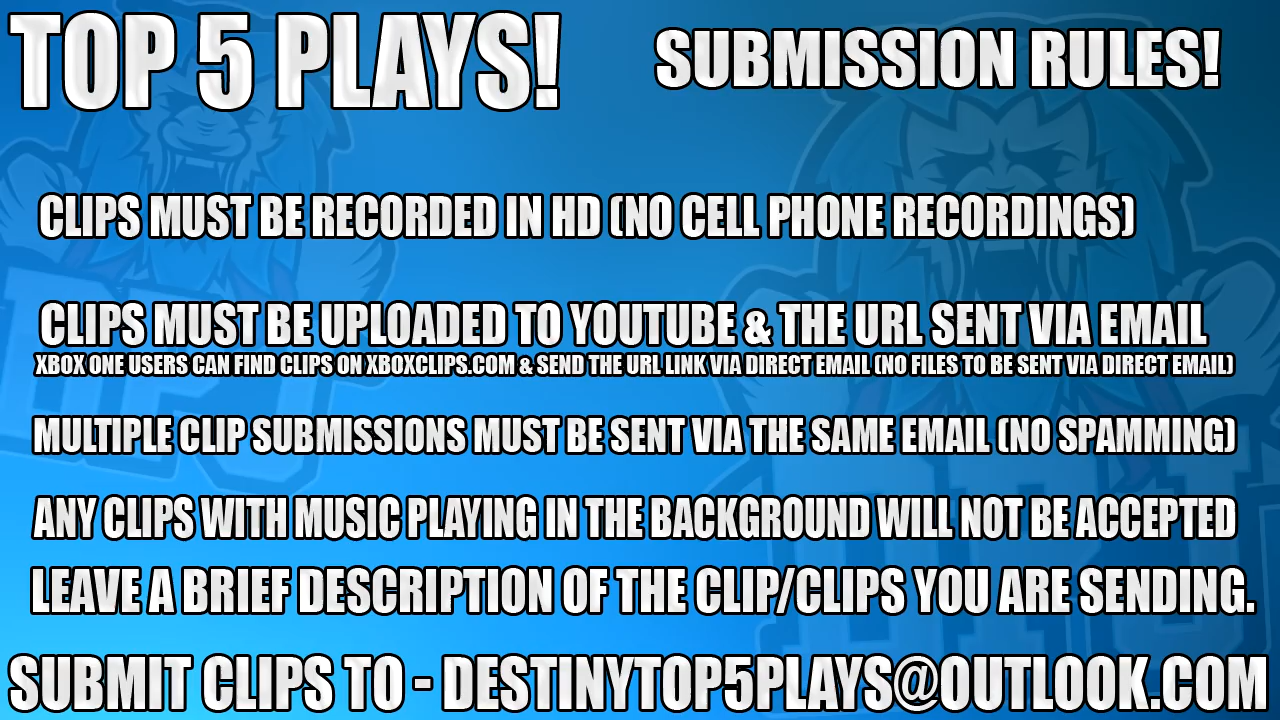 TOP 5 PLAYS!
SUBMISSION RULES!
CLIPS MUST BE RECORDED IN HD (NO CELL PHONE RECORDINGS)
CLIPS MUST BE UPLOADED TO YOUTUBE & THE URL SENT VIA EMAIL
XBOX ONE USERS CAN FIND CLIPS ON XBOXCLIPS.COM & SEND THE URL LINK VIA DIRECT EMAIL (NO FILES TO BE SENT VIA DIRECT EMAIL)
MULTIPLE CLIP SUBMISSIONS MUST BE SENT VIA THE SAME EMAIL (NO SPAMMING)
ANY CLIPS WITH MUSIC PLAYING IN THE BACKGROUND WILL NOT BE ACCEPTED
LEAVE A BRIEF DESCRIPTION OF THE CLIP/CLIPS YOU ARE SENDING.
SUBMIT CLIPS TO - DESTINYTOP5PLAYS@OUTLOOK.COM